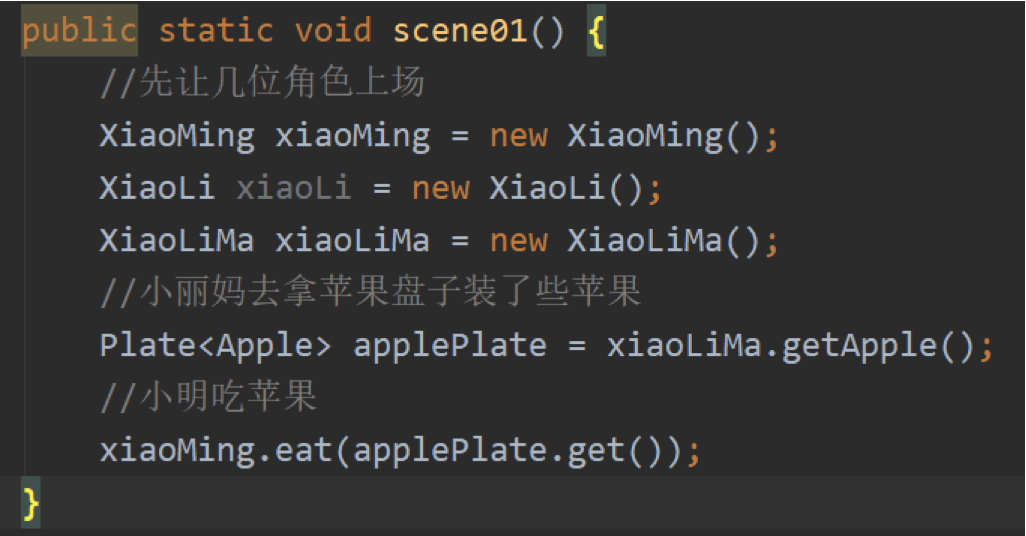 public static void scene01() {
//先让几位角色上场
XiaoMing xiaoMing = new XiaoMing();
XiaoLi xiaoLi = new XiaoLi();
XiaoLiMa xiaoLiMa = new XiaoLiMa();
//小丽妈去拿苹果盘子装了些苹果
Plate<Apple> applePlate = xiaoLiMa.getApple();
//小明吃苹果
xiaoMing.eat(applePlate.get());
}